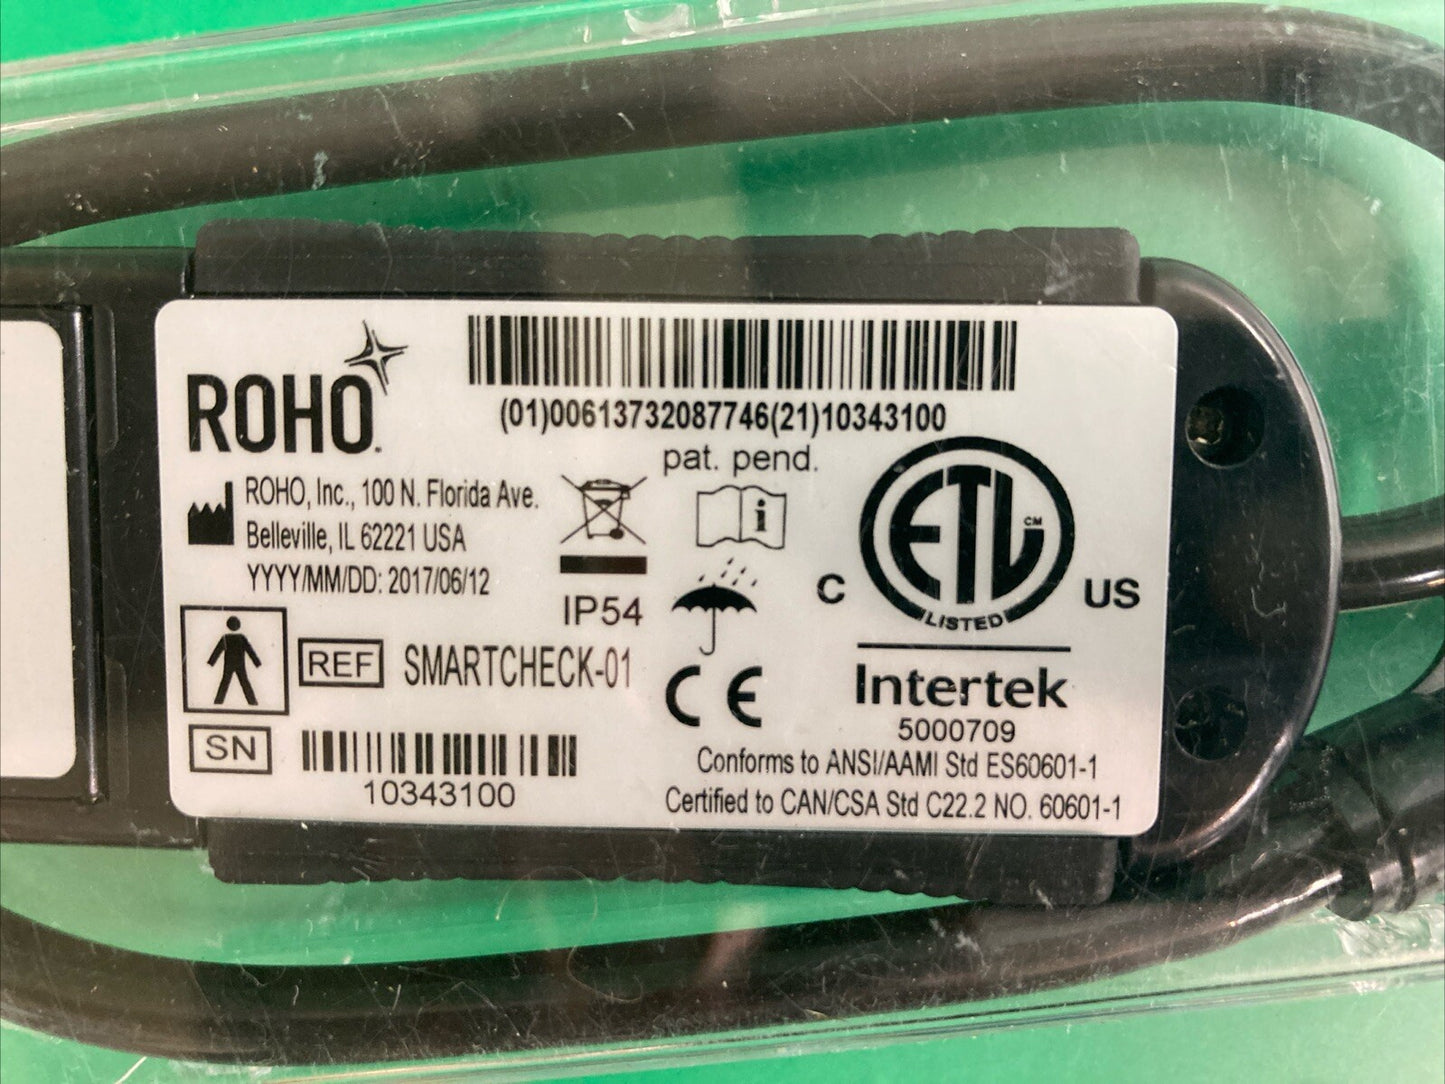 ROHO
(01)00613732087746(21)10343100
pat. pend.
ROHO, Inc., 100 N. Florida Ave.
Belleville, IL 62221 USA
YYYY/MM/DD: 2017/06/12
i
IP54
REF SMARTCHECK-01
SN
10343100
CE
C ETL CM US
LISTED
Intertek
5000709
Conforms to ANSI/AAMI Std ES60601-1
Certified to CAN/CSA Std C22.2 NO. 60601-1